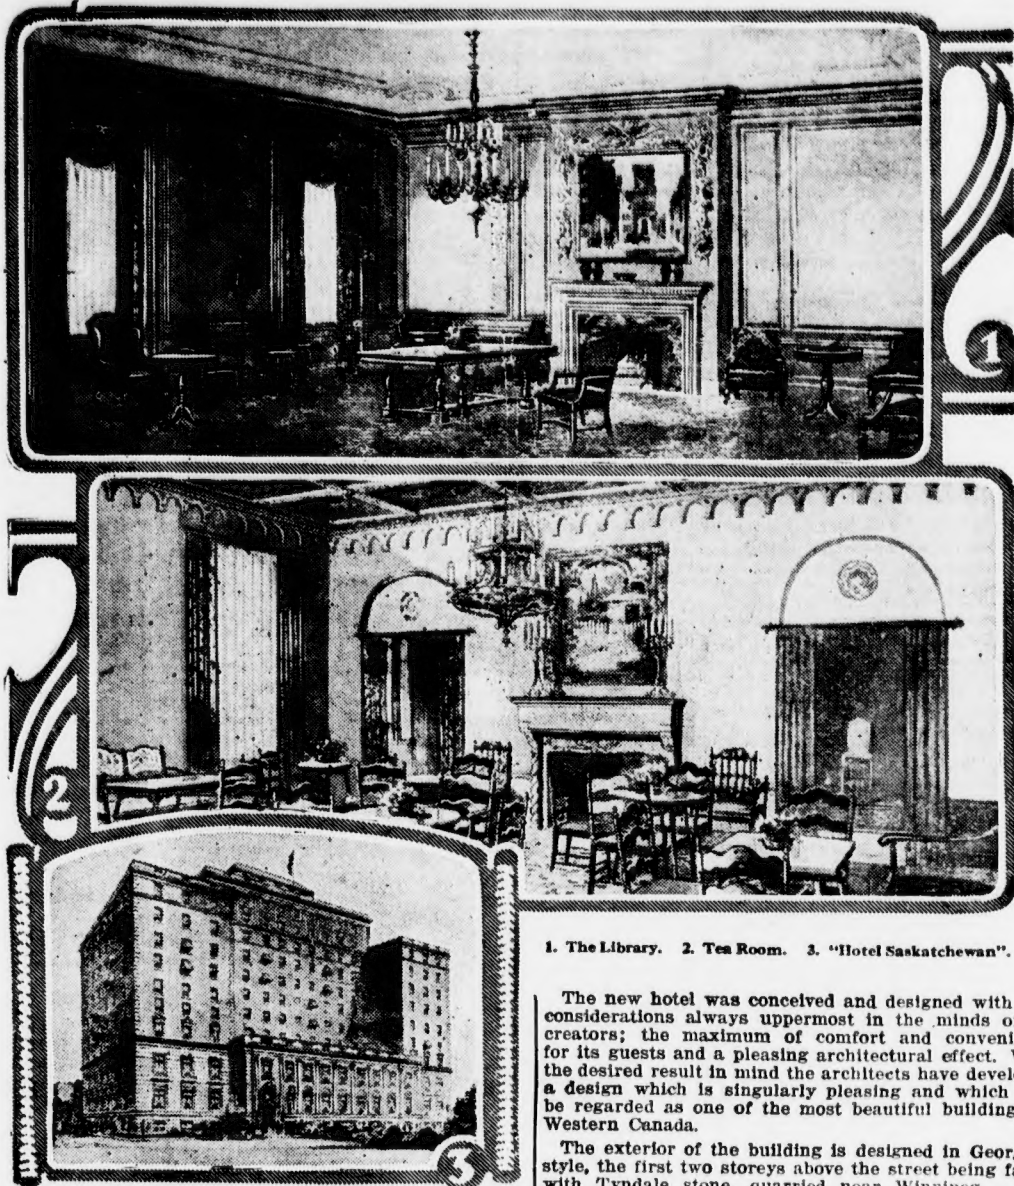 1
2
3
1. The Library. 2. Tea Room. 3. "Hotel Saskatchewan".
The new hotel was conceived and designed with
considerations always uppermost in the minds o
creators; the maximum of comfort and conveni
for its guests and a pleasing architectural effect.
the desired result in mind the architects have devel
a design which is singularly pleasing and which
be regarded as one of the most beautiful building
Western Canada.
The exterior of the building is designed in Geor
style, the first two storeys above the street being fa
with Tyndale stone, quarried near Winnipeg